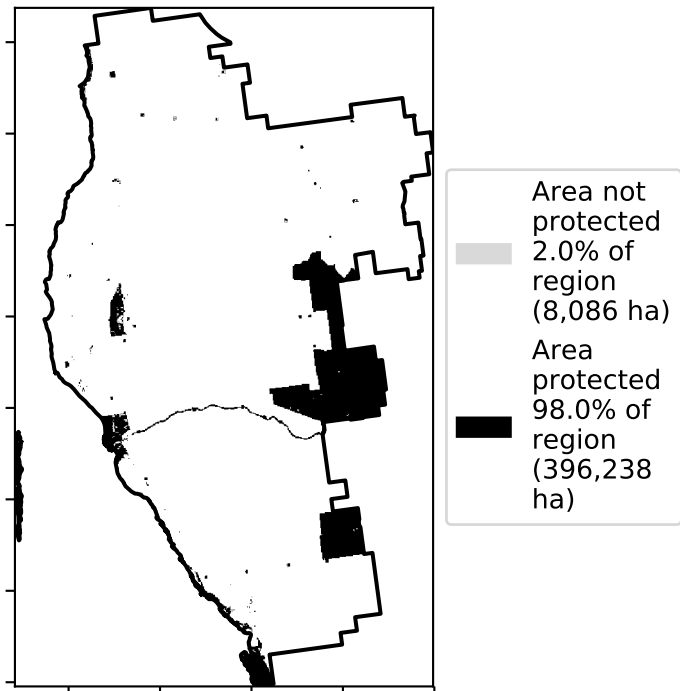 Area not
protected
2.0% of
region
(8,086 ha)
Area
protected
98.0% of
region
(396,238
ha)